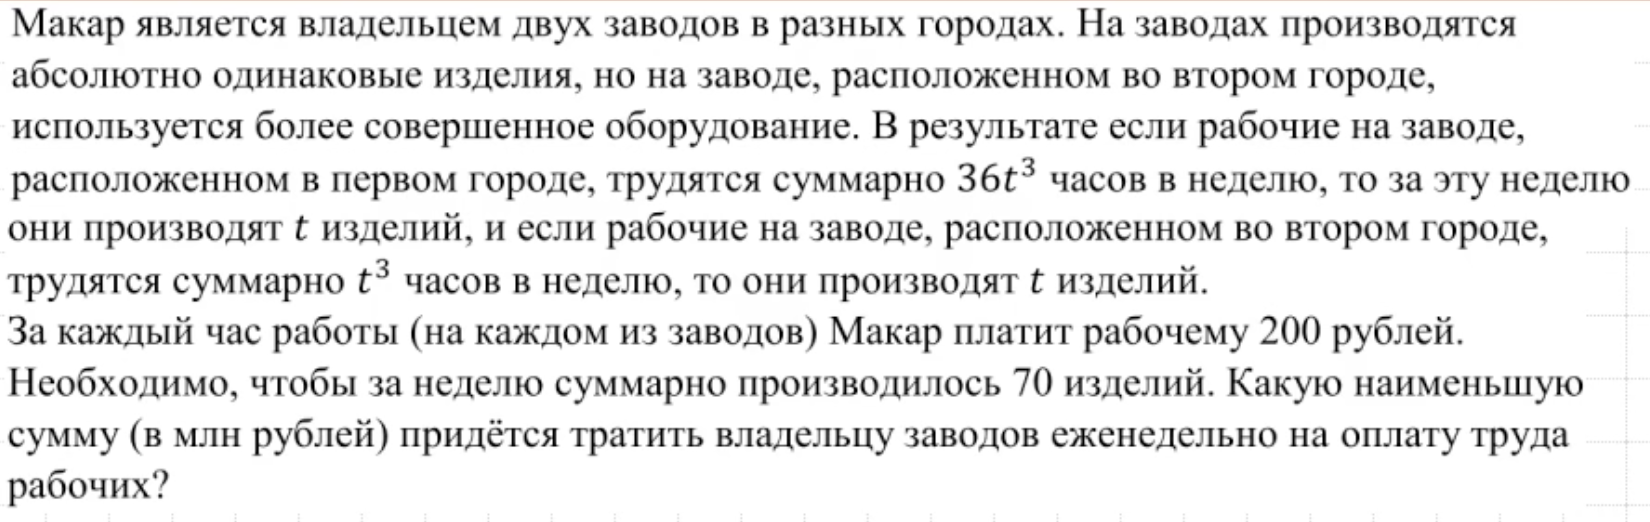 Макар является владельцем двух заводов в разных городах. На заводах производятся
абсолютно одинаковые изделия, но на заводе, расположенном во втором городе,
используется более совершенное оборудование. В результате если рабочие на заводе,
расположенном в первом городе, трудятся суммарно 36t³ часов в неделю, то за эту неделю
они производят t изделий, и если рабочие на заводе, расположенном во втором городе,
трудятся суммарно t³ часов в неделю, то они производят t изделий.
За каждый час работы (на каждом из заводов) Макар платит рабочему 200 рублей.
Необходимо, чтобы за неделю суммарно производилось 70 изделий. Какую наименьшую
сумму (в млн рублей) придётся тратить владельцу заводов еженедельно на оплату труда
рабочих?